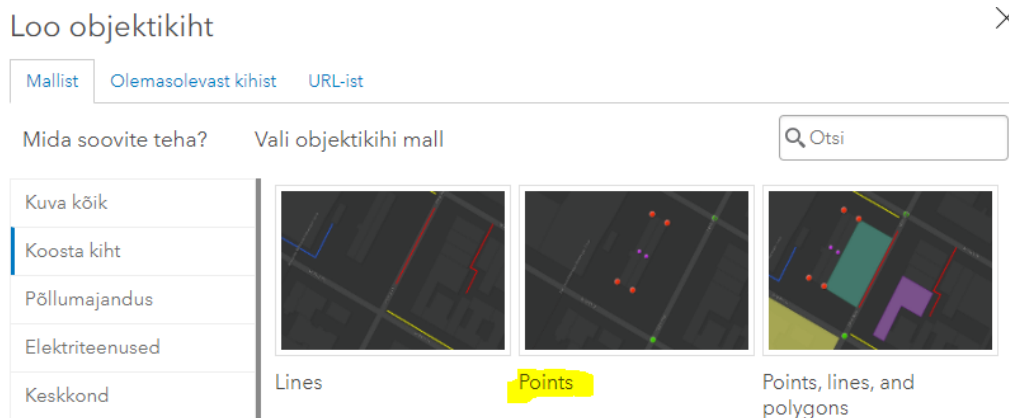 Loo objektikiht
Mallist Olemasolevast kihist URL-ist
Mida soovite teha? Vali objektikihi mall Otsi
Kuva kõik
Koosta kiht
Põllumajandus
Elektriteenused
Keskkond
Lines
Points
Points, lines, and
polygons